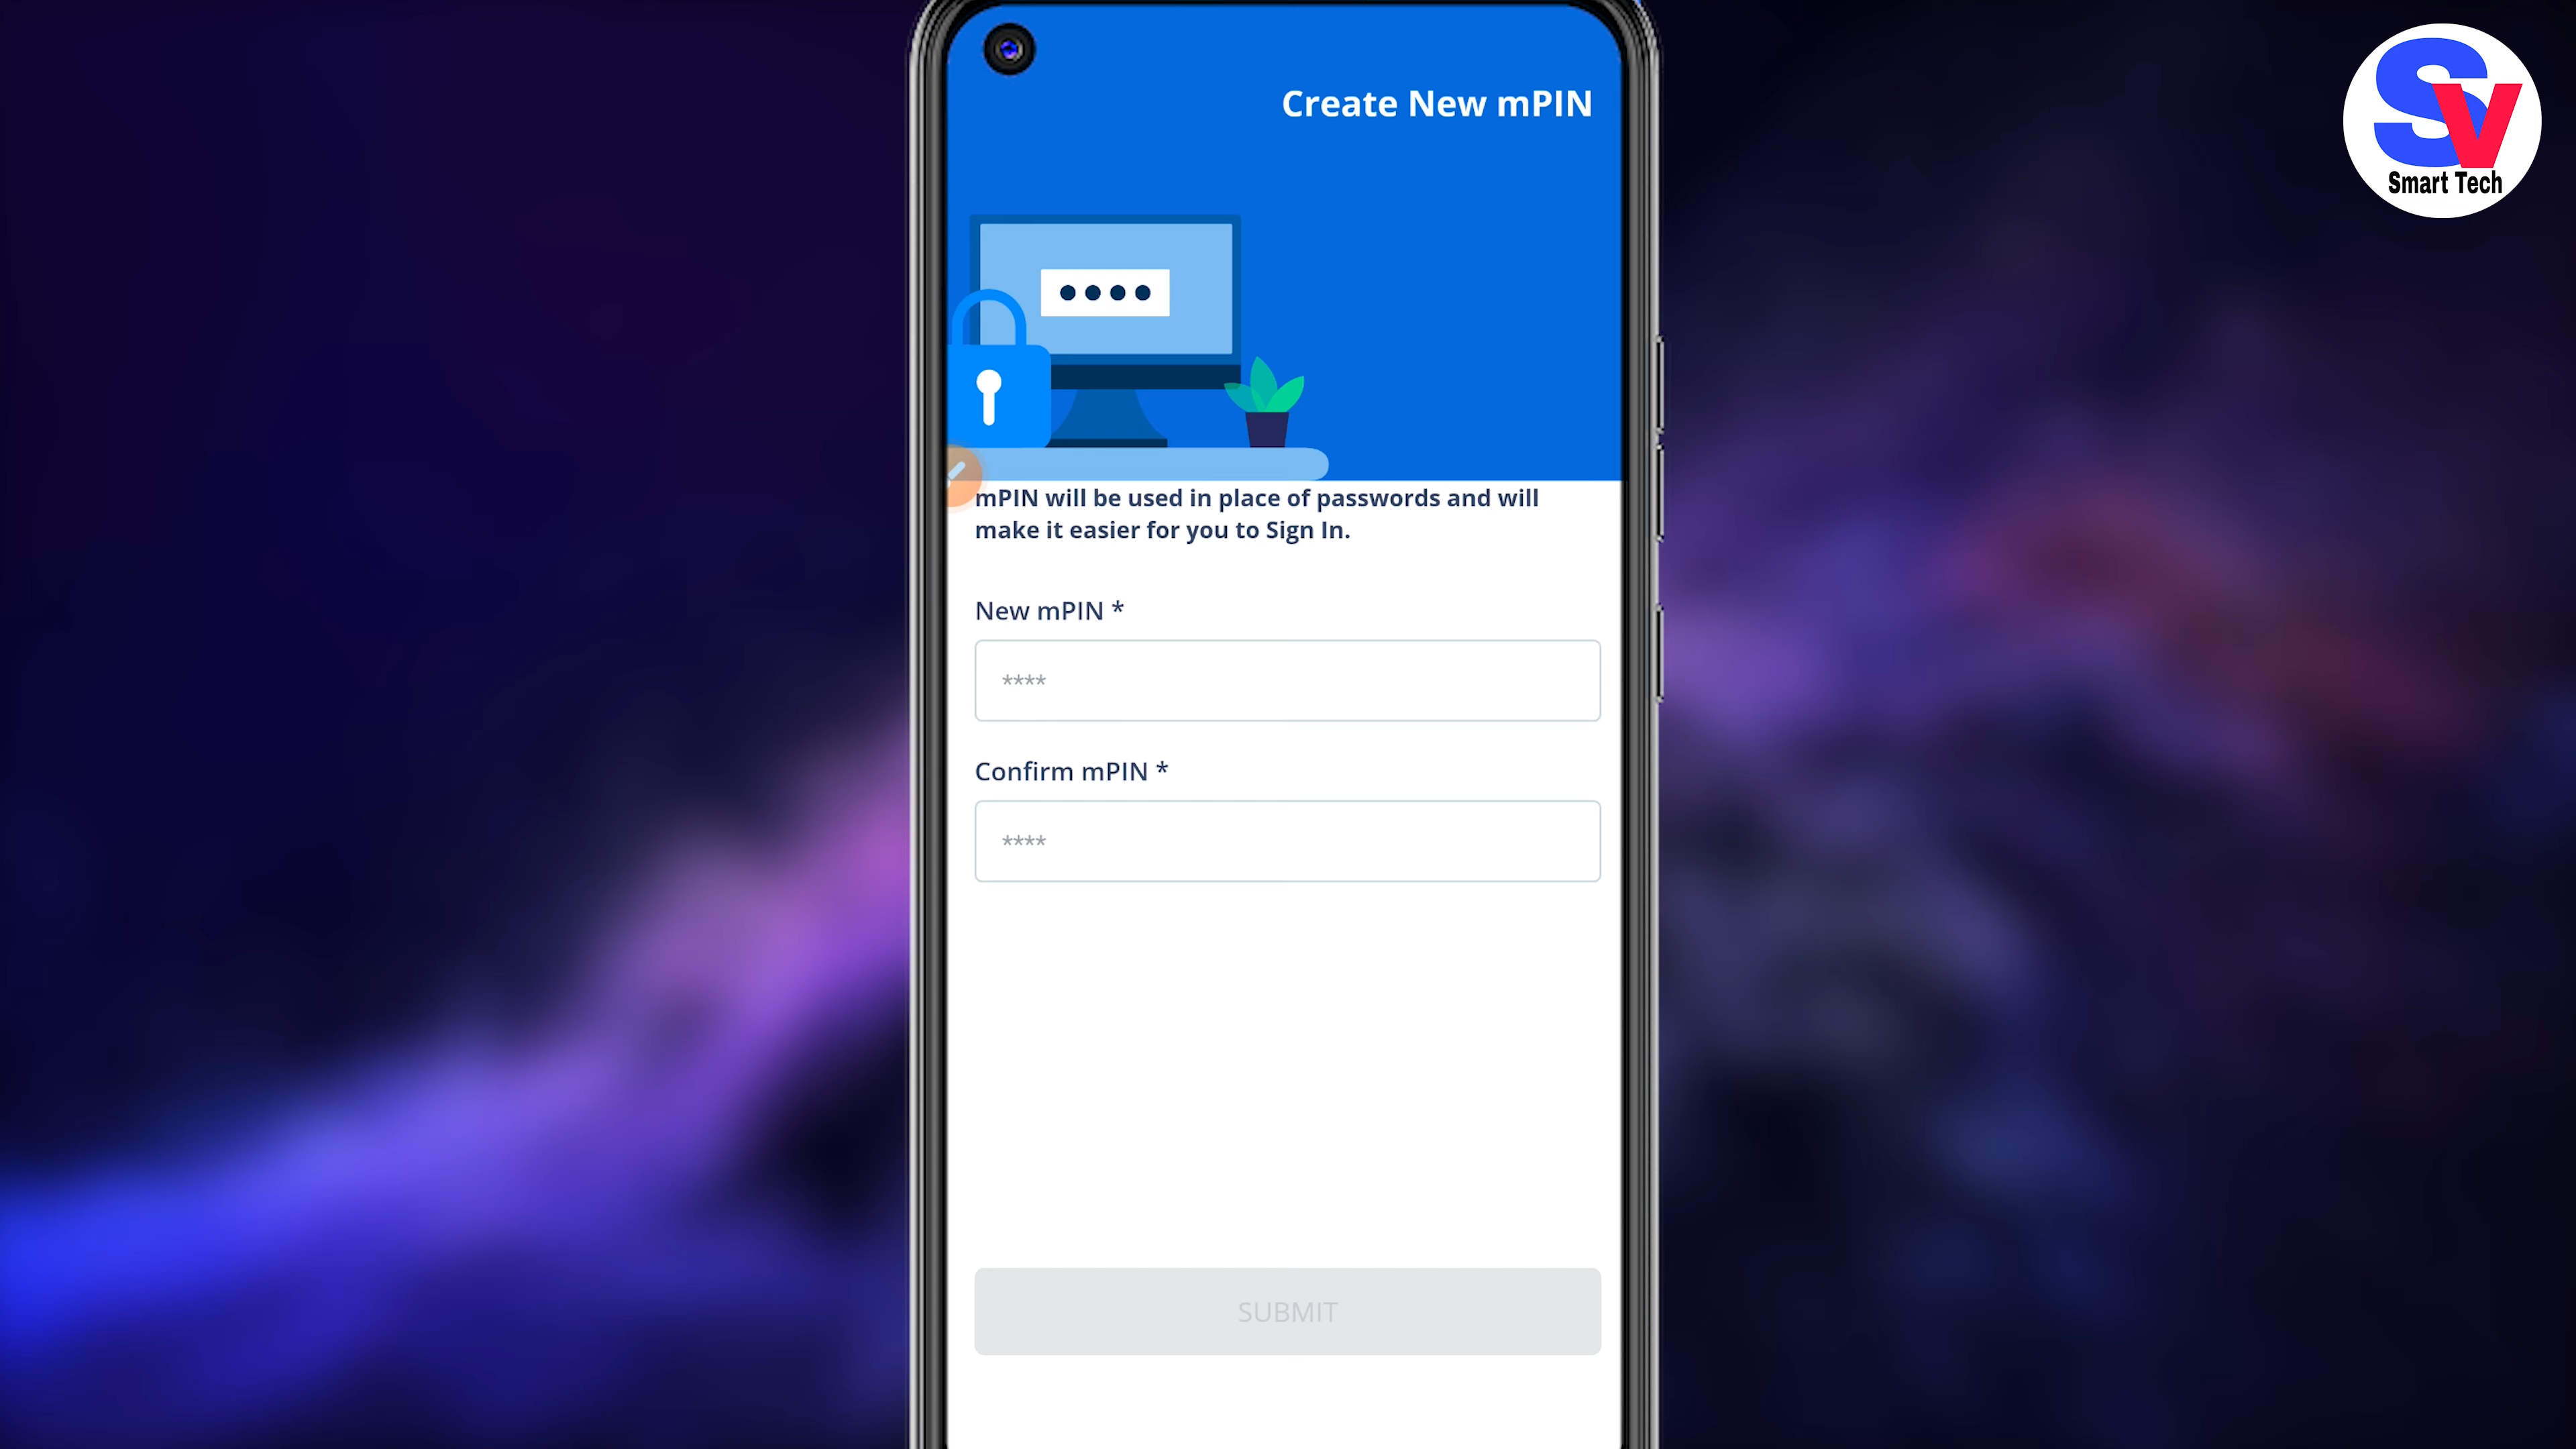 Create New mPIN
SV
Smart Tech
mPIN will be used in place of passwords and will
make it easier for you to Sign In.
New mPIN *
****
Confirm mPIN *
****
SUBMIT